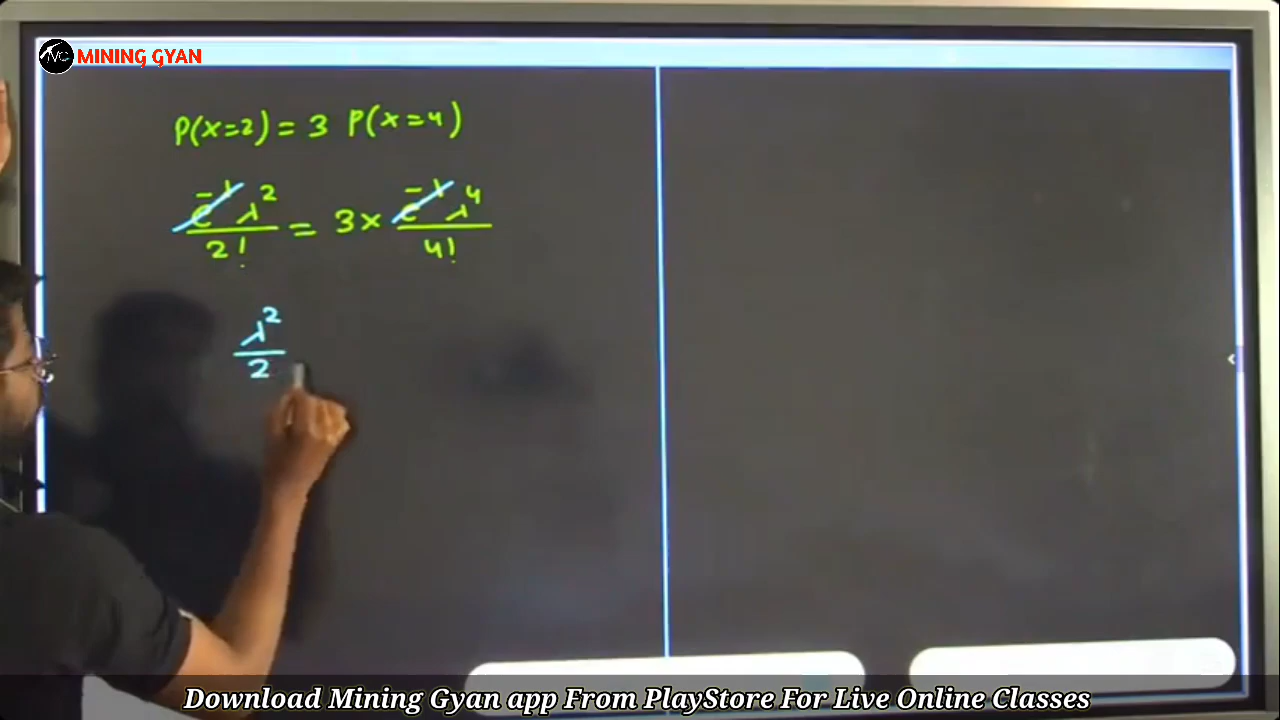 MINING GYAN
P(x=2) = 3 P(x=4)
e^-λ λ^2 / 2! = 3 × e^-λ λ^4 / 4!
λ^2 / 2
Download Mining Gyan app From PlayStore For Live Online Classes